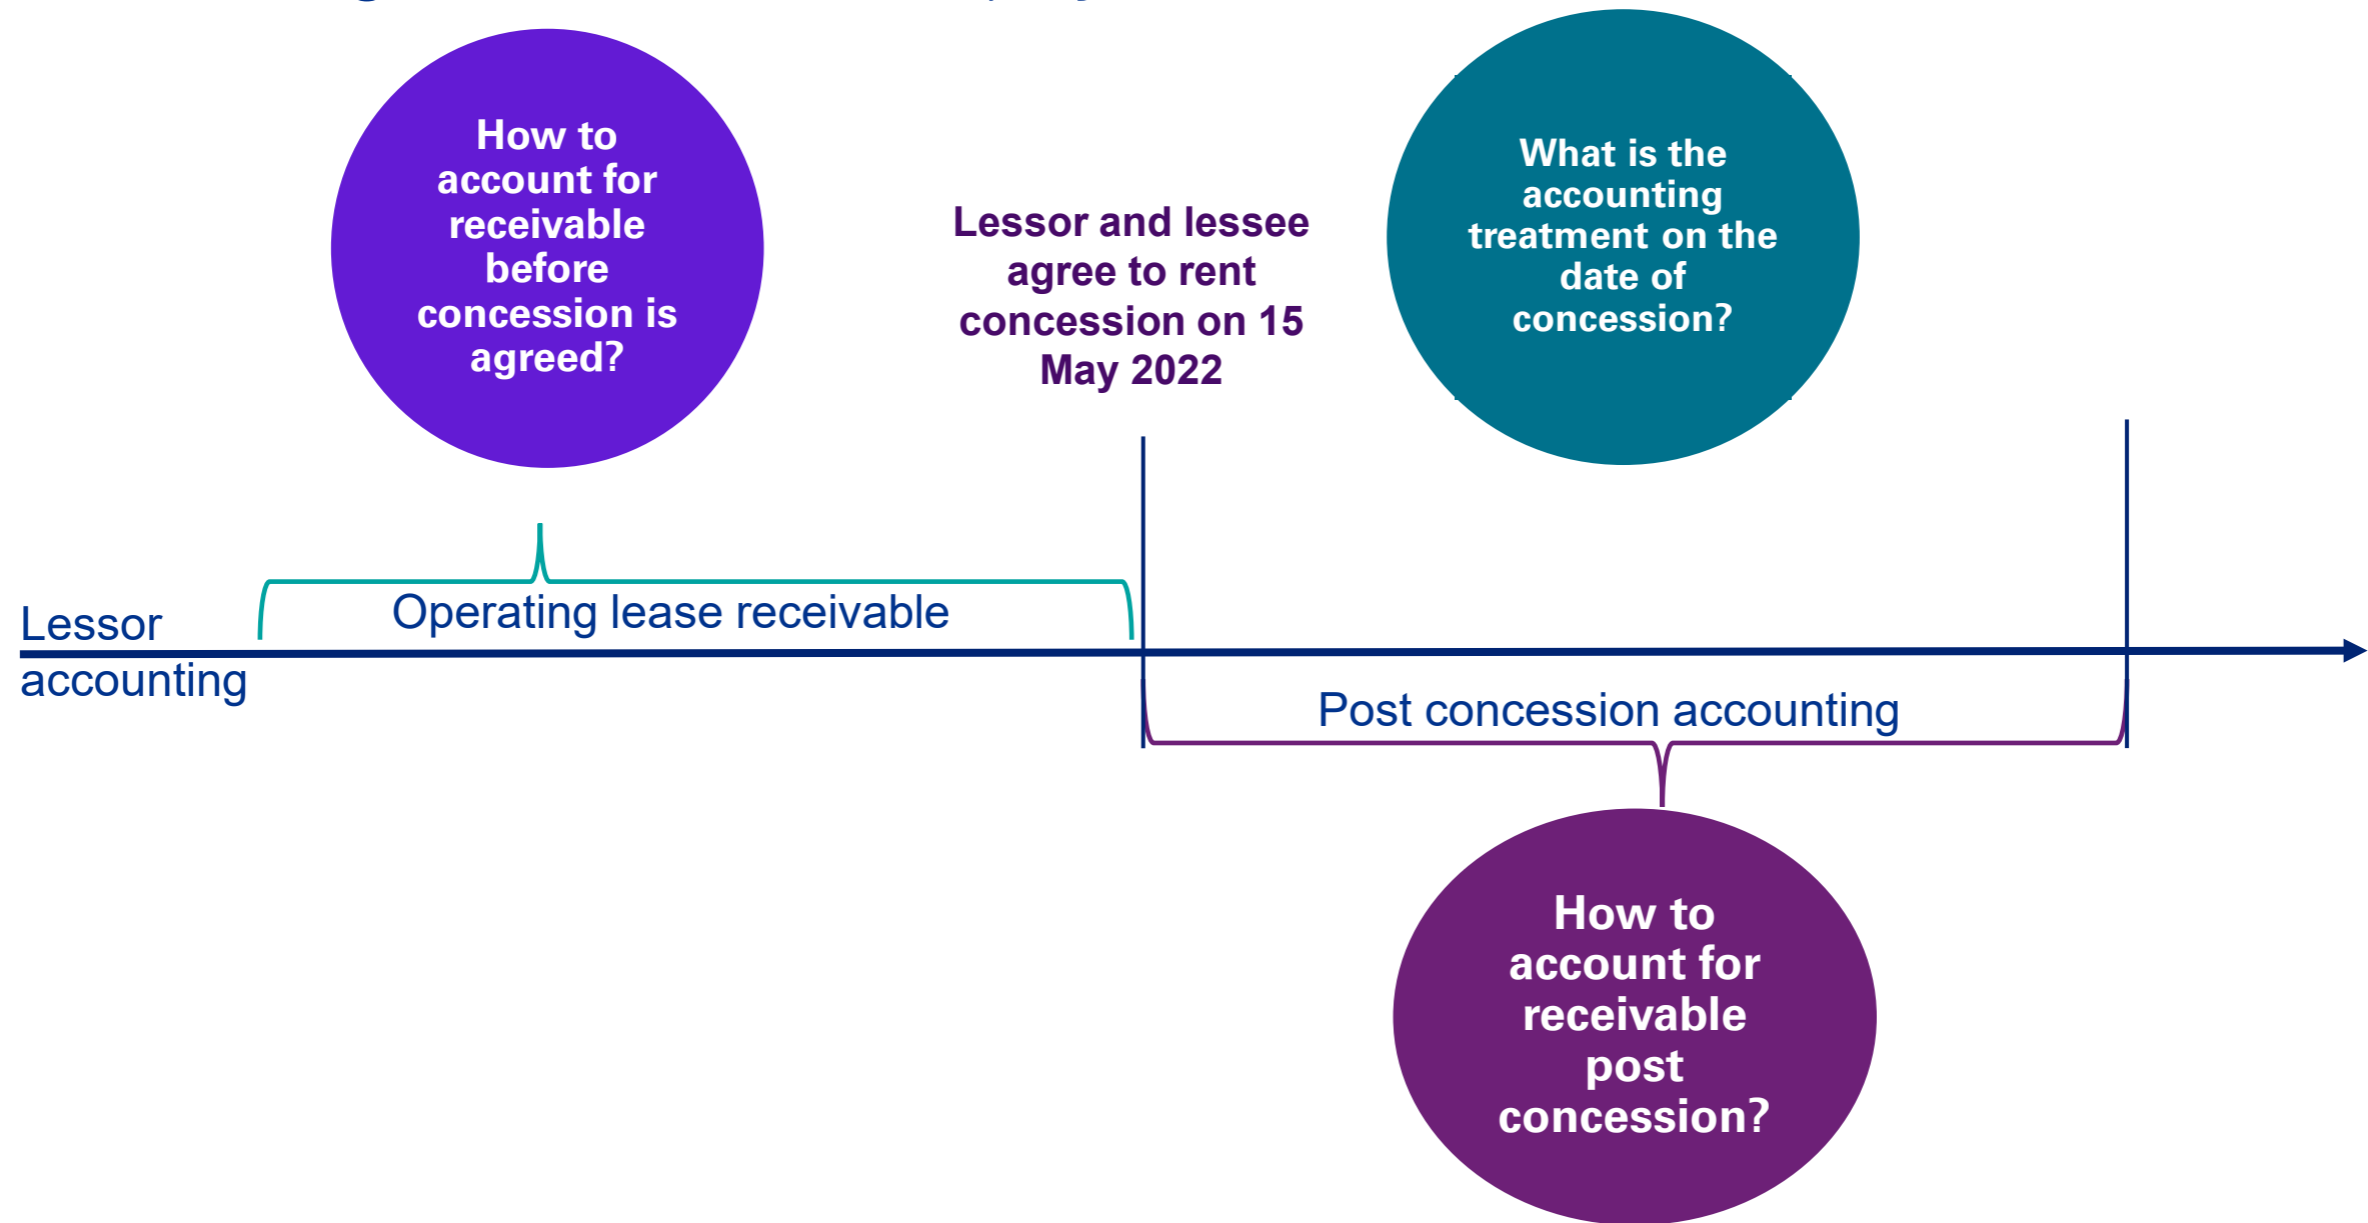 How to
account for
receivable
before
concession is
agreed?
Lessor and lessee
agree to rent
concession on 15
May 2022
What is the
accounting
treatment on the
date of
concession?
Lessor
accounting
Operating lease receivable
Post concession accounting
How to
account for
receivable
post
concession?